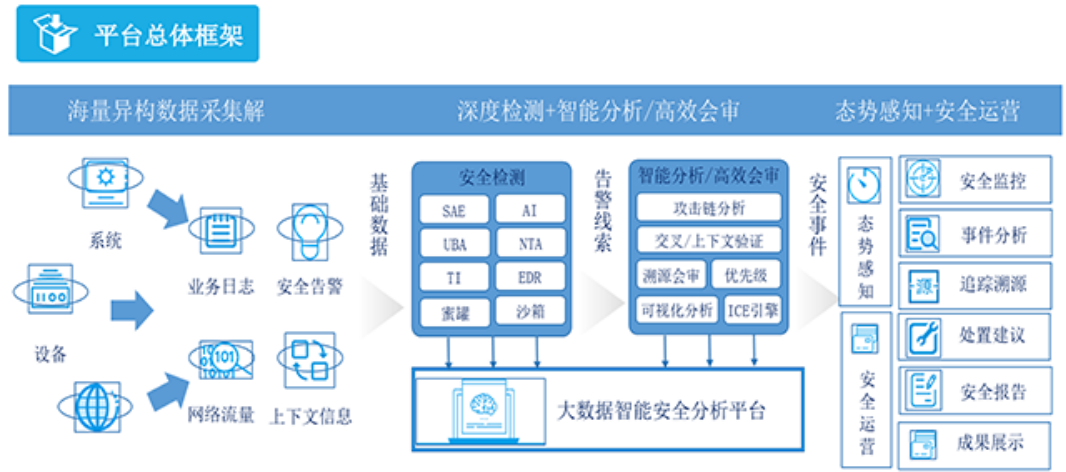 平台总体框架
海量异构数据采集解
深度检测+智能分析/高效会审
态势感知+安全运营
系统
设备
业务日志
安全告警
101
网络流量
上下文信息
基础数据
安全检测
SAE
AI
UBA
NTA
TI
EDR
蜜罐
沙箱
告警线索
智能分析/高效会审
攻击链分析
交叉/上下文验证
溯源会审
优先级
可视化分析
ICE引擎
大数据智能安全分析平台
安全事件
态势感知
安全运营
安全监控
事件分析
源
追踪溯源
处置建议
安全报告
成果展示